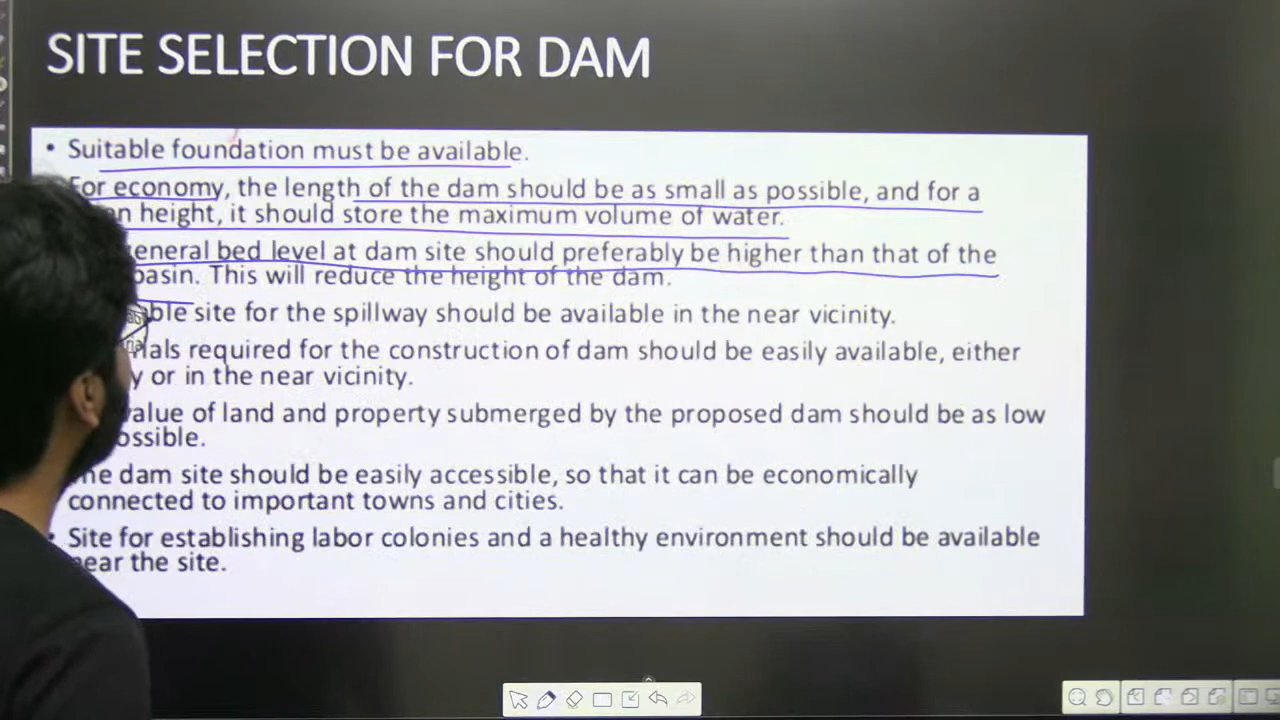 SITE SELECTION FOR DAM
• Suitable foundation must be available.
For economy, the length of the dam should be as small as possible, and for a
height, it should store the maximum volume of water.
general bed level at dam site should preferably be higher than that of the
basin. This will reduce the height of the dam.
site for the spillway should be available in the near vicinity.
required for the construction of dam should be easily available, either
or in the near vicinity.
value of land and property submerged by the proposed dam should be as low
possible.
The dam site should be easily accessible, so that it can be economically
connected to important towns and cities.
• Site for establishing labor colonies and a healthy environment should be available
near the site.